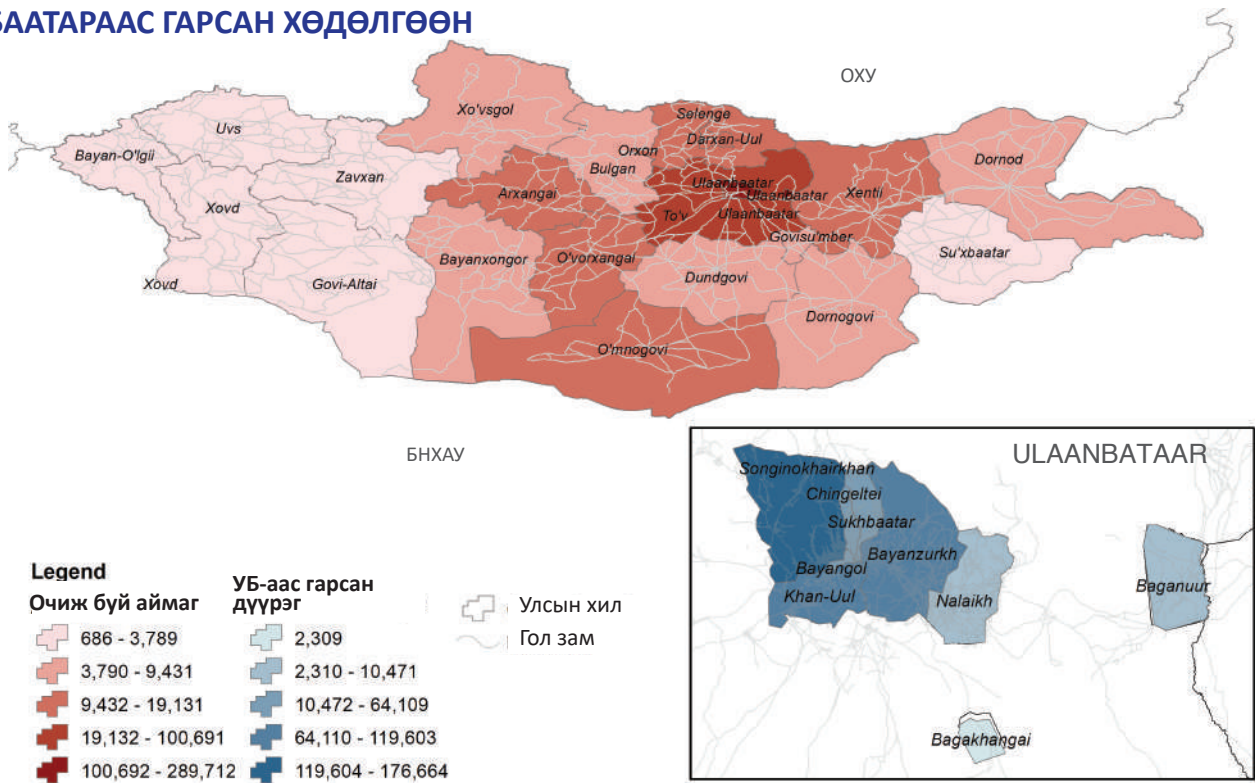 БААТАРААС ГАРСАН ХӨДӨЛГӨӨН
ОХУ
Xo'vsgol
Selenge
Uvs
Darxan-Uul
Bayan-O'lgii
Orxon
Dornod
Bulgan
Zavxan
Ulaanbaatar
Arxangai
Ulaanbaatar
Xentii
Xovd
To'v
Ulaanbaatar
Govisu'mber
Su'xbaatar
Bayanxongor
O'vorxangai
Dundgovi
Xovd
Govi-Altai
Dornogovi
O'mnogovi
БНХАУ
ULAANBATAAR
Songinokhairkhan
Chingeltei
Sukhbaatar
Bayanzurkh
Bayangol
Khan-Uul
Nalaikh
Baganuur
Bagakhangai
Legend
Очиж буй аймаг
686 - 3,789
3,790 - 9,431
9,432 - 19,131
19,132 - 100,691
100,692 - 289,712
УБ-аас гарсан
дүүрэг
2,309
2,310 - 10,471
10,472 - 64,109
64,110 - 119,603
119,604 - 176,664
Улсын хил
Гол зам